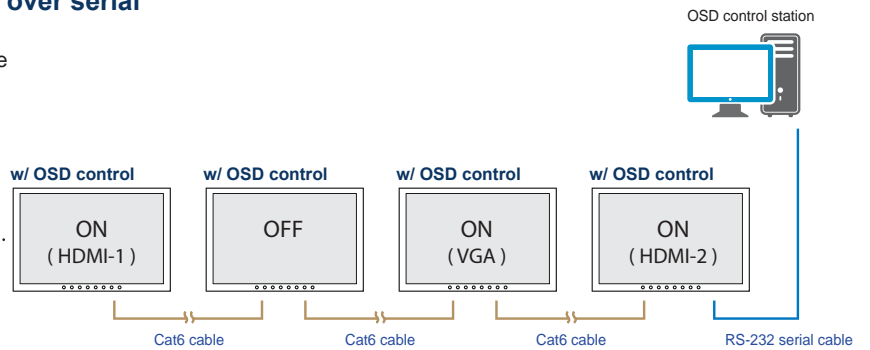 over serial
OSD control station
e
w/ OSD control
w/ OSD control
w/ OSD control
w/ OSD control
.
ON
( HDMI-1 )
OFF
ON
( VGA )
ON
( HDMI-2 )
Cat6 cable
Cat6 cable
Cat6 cable
RS-232 serial cable